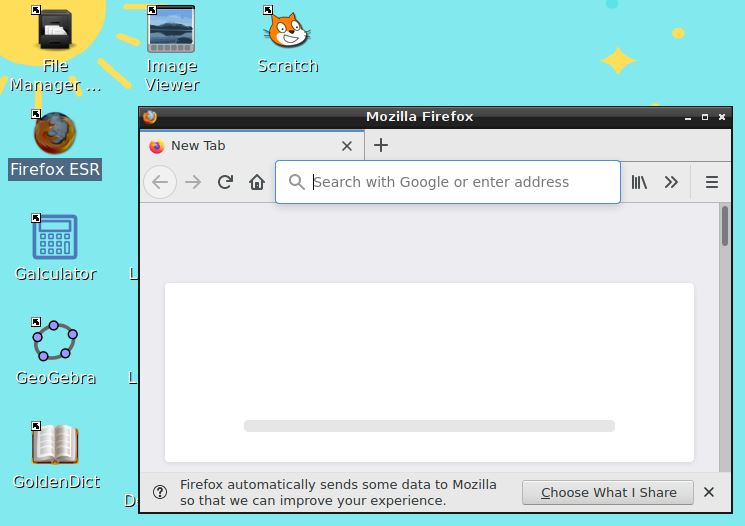 File
Manager ...
Image
Viewer
Scratch
Firefox ESR
Galculator
GeoGebra
GoldenDict
Mozilla Firefox
New Tab
Search with Google or enter address
Firefox automatically sends some data to Mozilla
so that we can improve your experience.
Choose What I Share